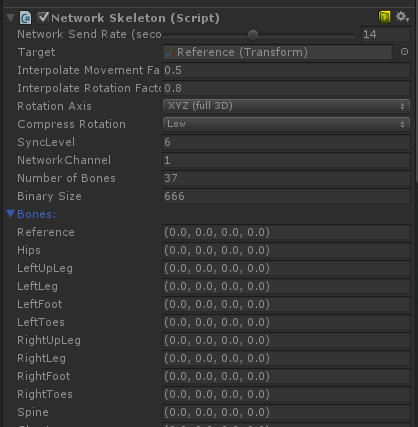 Network Skeleton (Script)
Network Send Rate (seco 14
Target Reference (Transform)
Interpolate Movement Fa 0.5
Interpolate Rotation Facto 0.8
Rotation Axis XYZ (full 3D)
Compress Rotation Low
SyncLevel 6
NetworkChannel 1
Number of Bones 37
Binary Size 666
Bones:
Reference (0.0, 0.0, 0.0, 0.0)
Hips (0.0, 0.0, 0.0, 0.0)
LeftUpLeg (0.0, 0.0, 0.0, 0.0)
LeftLeg (0.0, 0.0, 0.0, 0.0)
LeftFoot (0.0, 0.0, 0.0, 0.0)
LeftToes (0.0, 0.0, 0.0, 0.0)
RightUpLeg (0.0, 0.0, 0.0, 0.0)
RightLeg (0.0, 0.0, 0.0, 0.0)
RightFoot (0.0, 0.0, 0.0, 0.0)
RightToes (0.0, 0.0, 0.0, 0.0)
Spine (0.0, 0.0, 0.0, 0.0)